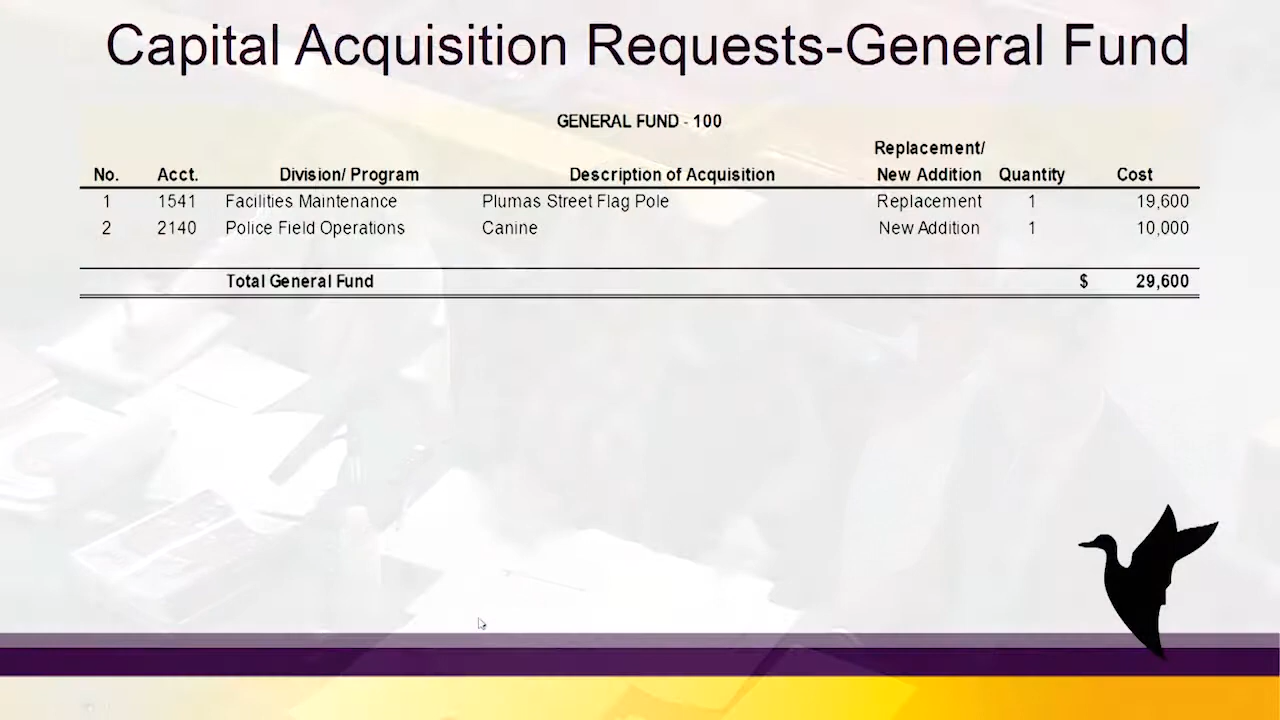 Capital Acquisition Requests-General Fund
GENERAL FUND - 100
Replacement/
No. Acct. Division/ Program Description of Acquisition New Addition Quantity Cost
1 1541 Facilities Maintenance Plumas Street Flag Pole Replacement 1 19,600
2 2140 Police Field Operations Canine New Addition 1 10,000
Total General Fund $ 29,600